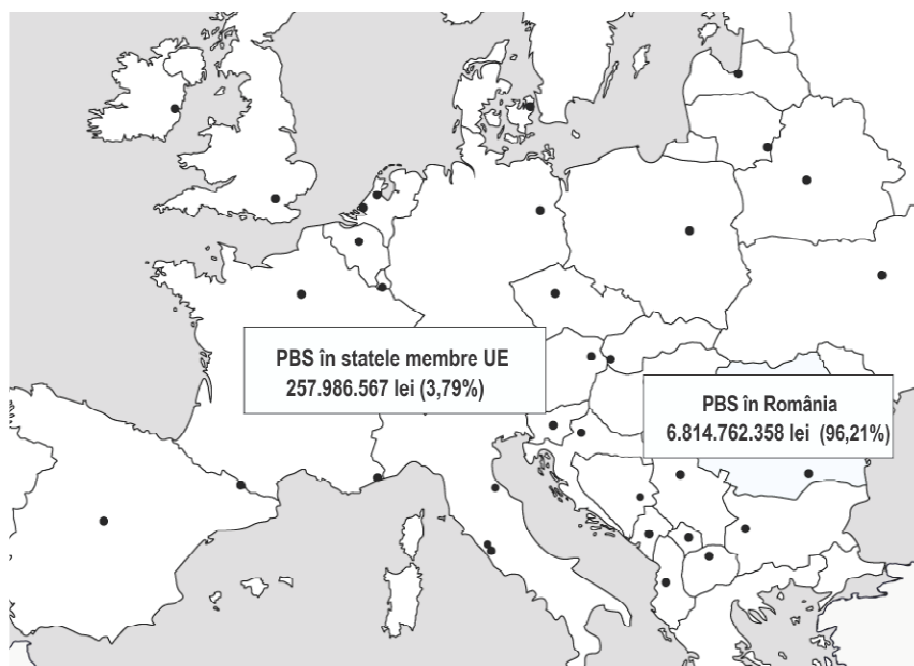 PBS în statele membre UE
257.986.567 lei (3,79%)
PBS în România
6.814.762.358 lei (96,21%)